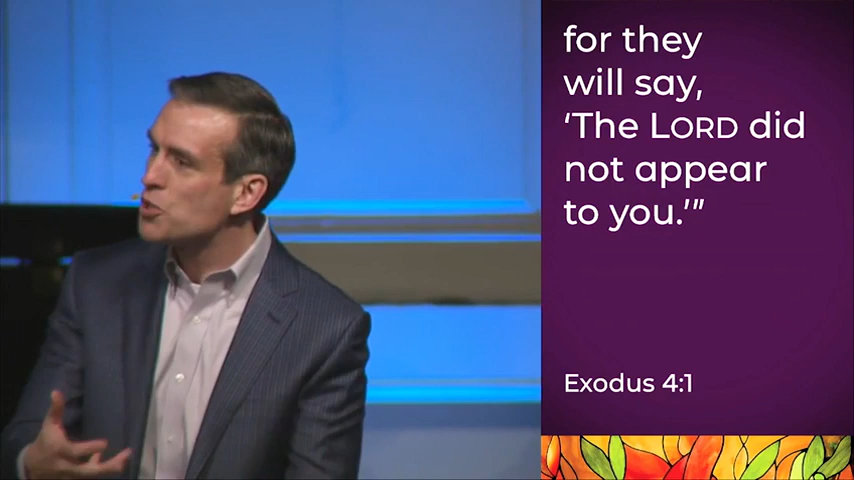 for they
will say,
‘The LORD did
not appear
to you.’”
Exodus 4:1